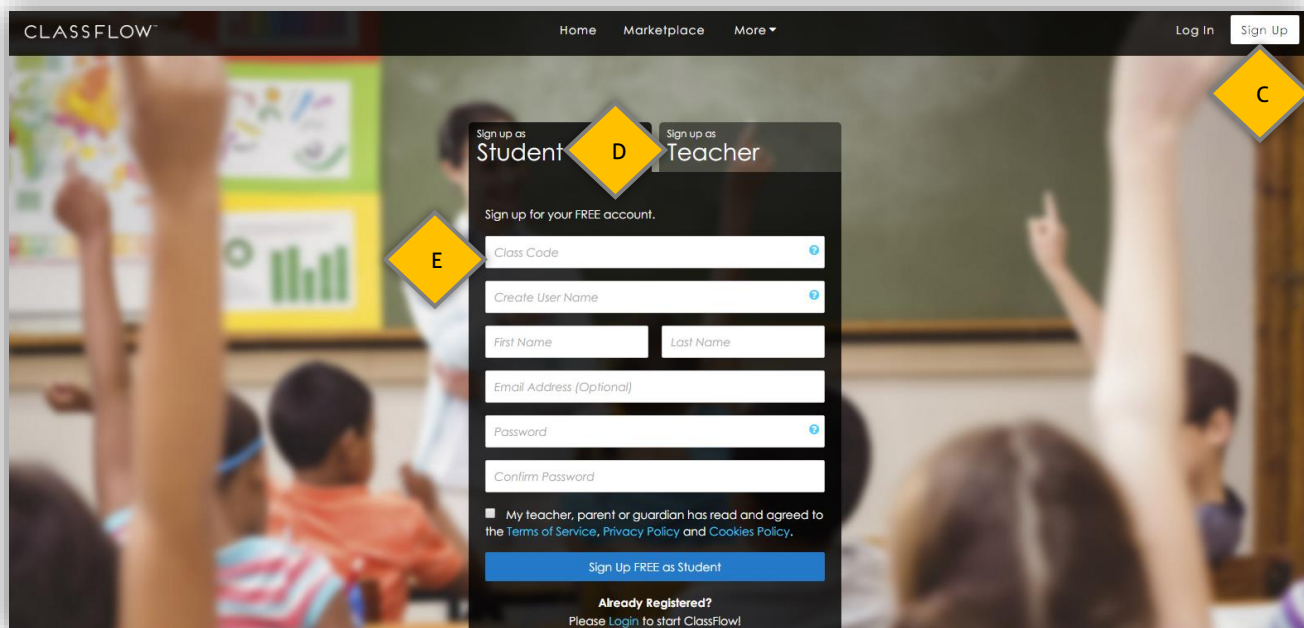 CLASSFLOW™ Home Marketplace More Log In Sign Up
C
Sign up as
Student
D
Sign up as
Teacher
Sign up for your FREE account.
E
Class Code ?
Create User Name ?
First Name Last Name
Email Address (Optional)
Password ?
Confirm Password
My teacher, parent or guardian has read and agreed to
the Terms of Service, Privacy Policy and Cookies Policy.
Sign Up FREE as Student
Already Registered?
Please Login to start ClassFlow!